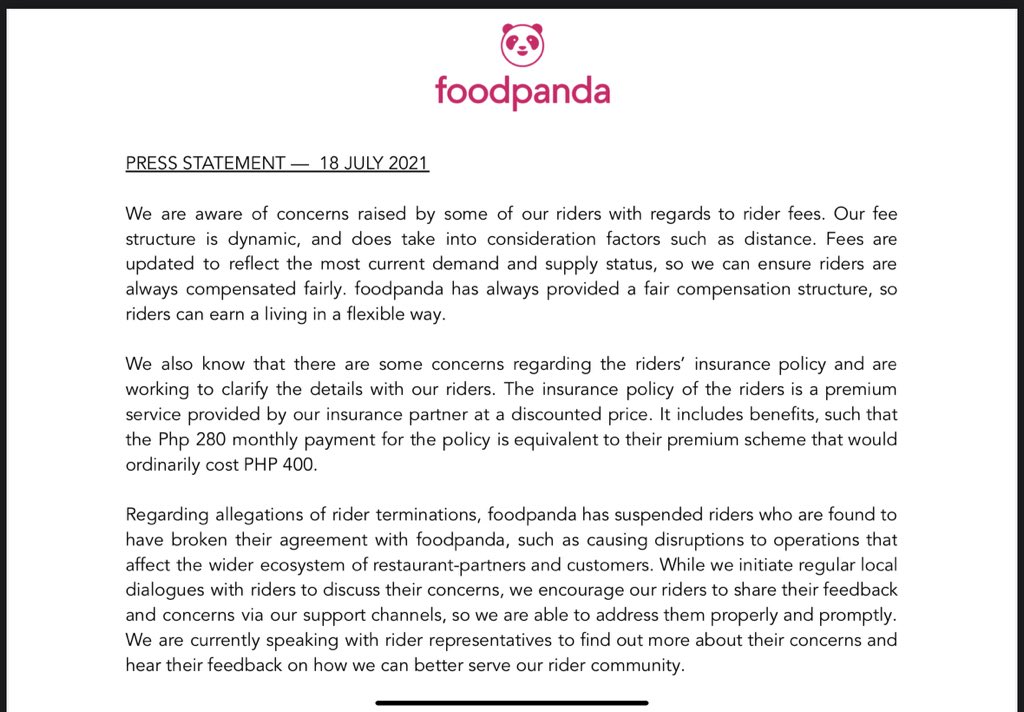 foodpanda
PRESS STATEMENT — 18 JULY 2021
We are aware of concerns raised by some of our riders with regards to rider fees. Our fee
structure is dynamic, and does take into consideration factors such as distance. Fees are
updated to reflect the most current demand and supply status, so we can ensure riders are
always compensated fairly. foodpanda has always provided a fair compensation structure, so
riders can earn a living in a flexible way.
We also know that there are some concerns regarding the riders’ insurance policy and are
working to clarify the details with our riders. The insurance policy of the riders is a premium
service provided by our insurance partner at a discounted price. It includes benefits, such that
the Php 280 monthly payment for the policy is equivalent to their premium scheme that would
ordinarily cost PHP 400.
Regarding allegations of rider terminations, foodpanda has suspended riders who are found to
have broken their agreement with foodpanda, such as causing disruptions to operations that
affect the wider ecosystem of restaurant-partners and customers. While we initiate regular local
dialogues with riders to discuss their concerns, we encourage our riders to share their feedback
and concerns via our support channels, so we are able to address them properly and promptly.
We are currently speaking with rider representatives to find out more about their concerns and
hear their feedback on how we can better serve our rider community.